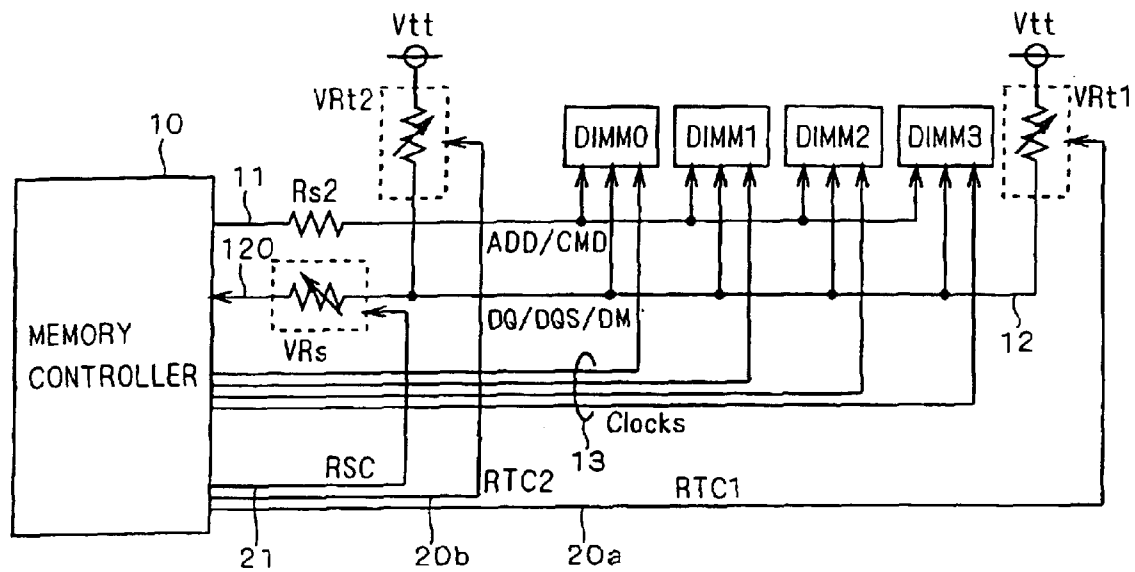 Vtt
Vtt
VRt2
VRt1
10
DIMM0
DIMM1
DIMM2
DIMM3
11
Rs2
ADD/CMD
120
DQ/DQS/DM
12
VRs
MEMORY
CONTROLLER
Clocks
13
RSC
RTC2
RTC1
21
20b
20a